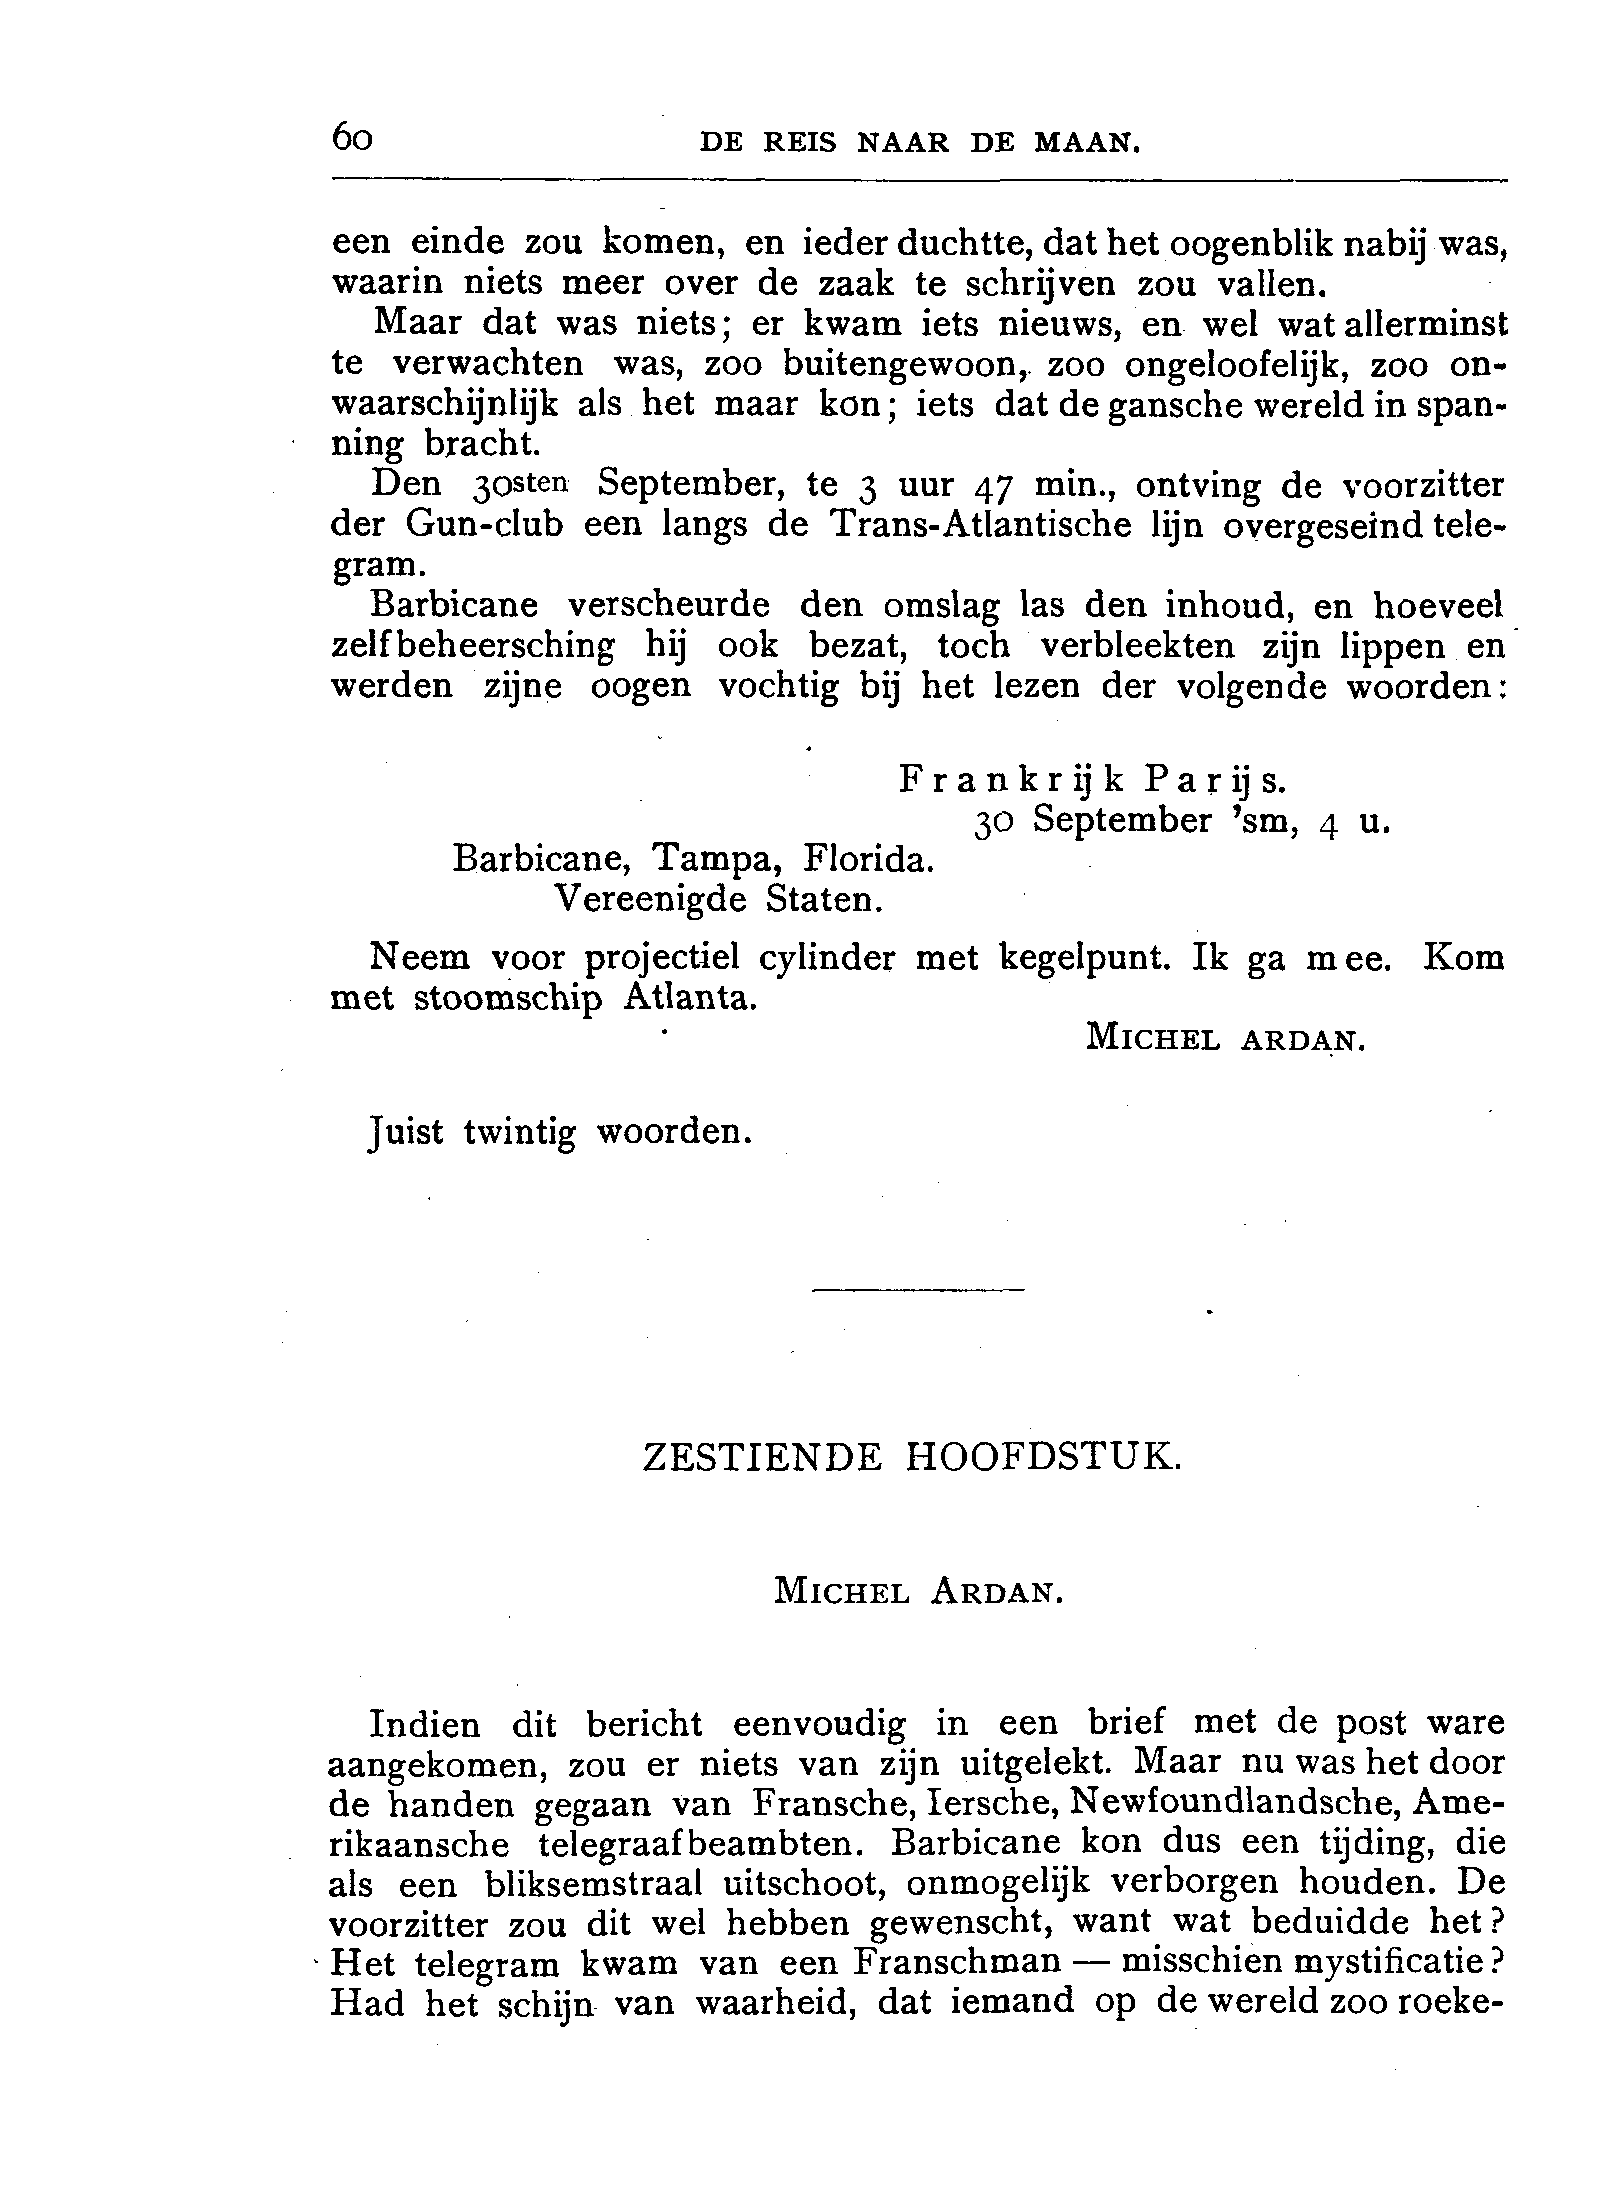 60 DE REIS NAAR DE MAAN.
een einde zou komen, en ieder duchtte, dat het oogenblik nabij was,
waarin niets meer over de zaak te schrijven zou vallen.
Maar dat was niets; er kwam iets nieuws, en wel wat allerminst
te verwachten was, zoo buitengewoon, zoo ongeloofelijk, zoo on-
waarschijnlijk als het maar kon; iets dat de gansche wereld in span-
ning bracht.
Den 30sten September, te 3 uur 47 min., ontving de voorzitter
der Gun-club een langs de Trans-Atlantische lijn overgeseind tele-
gram.
Barbicane verscheurde den omslag las den inhoud, en hoeveel
zelfbeheersching hij ook bezat, toch verbleekten zijn lippen en
werden zijne oogen vochtig bij het lezen der volgende woorden:
Frankrijk Parijs.
30 September 'sm, 4 u.
Barbicane, Tampa, Florida.
Vereenigde Staten.
Neem voor projectiel cylinder met kegelpunt. Ik ga mee. Kom
met stoomschip Atlanta.
MICHEL ARDAN.
Juist twintig woorden.
ZESTIENDE HOOFDSTUK.
MICHEL ARDAN.
Indien dit bericht eenvoudig in een brief met de post ware
aangekomen, zou er niets van zijn uitgelekt. Maar nu was het door
de handen gegaan van Fransche, Iersche, Newfoundlandsche, Ame-
rikaansche telegraafbeambten. Barbicane kon dus een tijding, die
als een bliksemstraal uitschoot, onmogelijk verborgen houden. De
voorzitter zou dit wel hebben gewenscht, want wat beduidde het?
Het telegram kwam van een Franschman — misschien mystificatie?
Had het schijn van waarheid, dat iemand op de wereld zoo roeke-